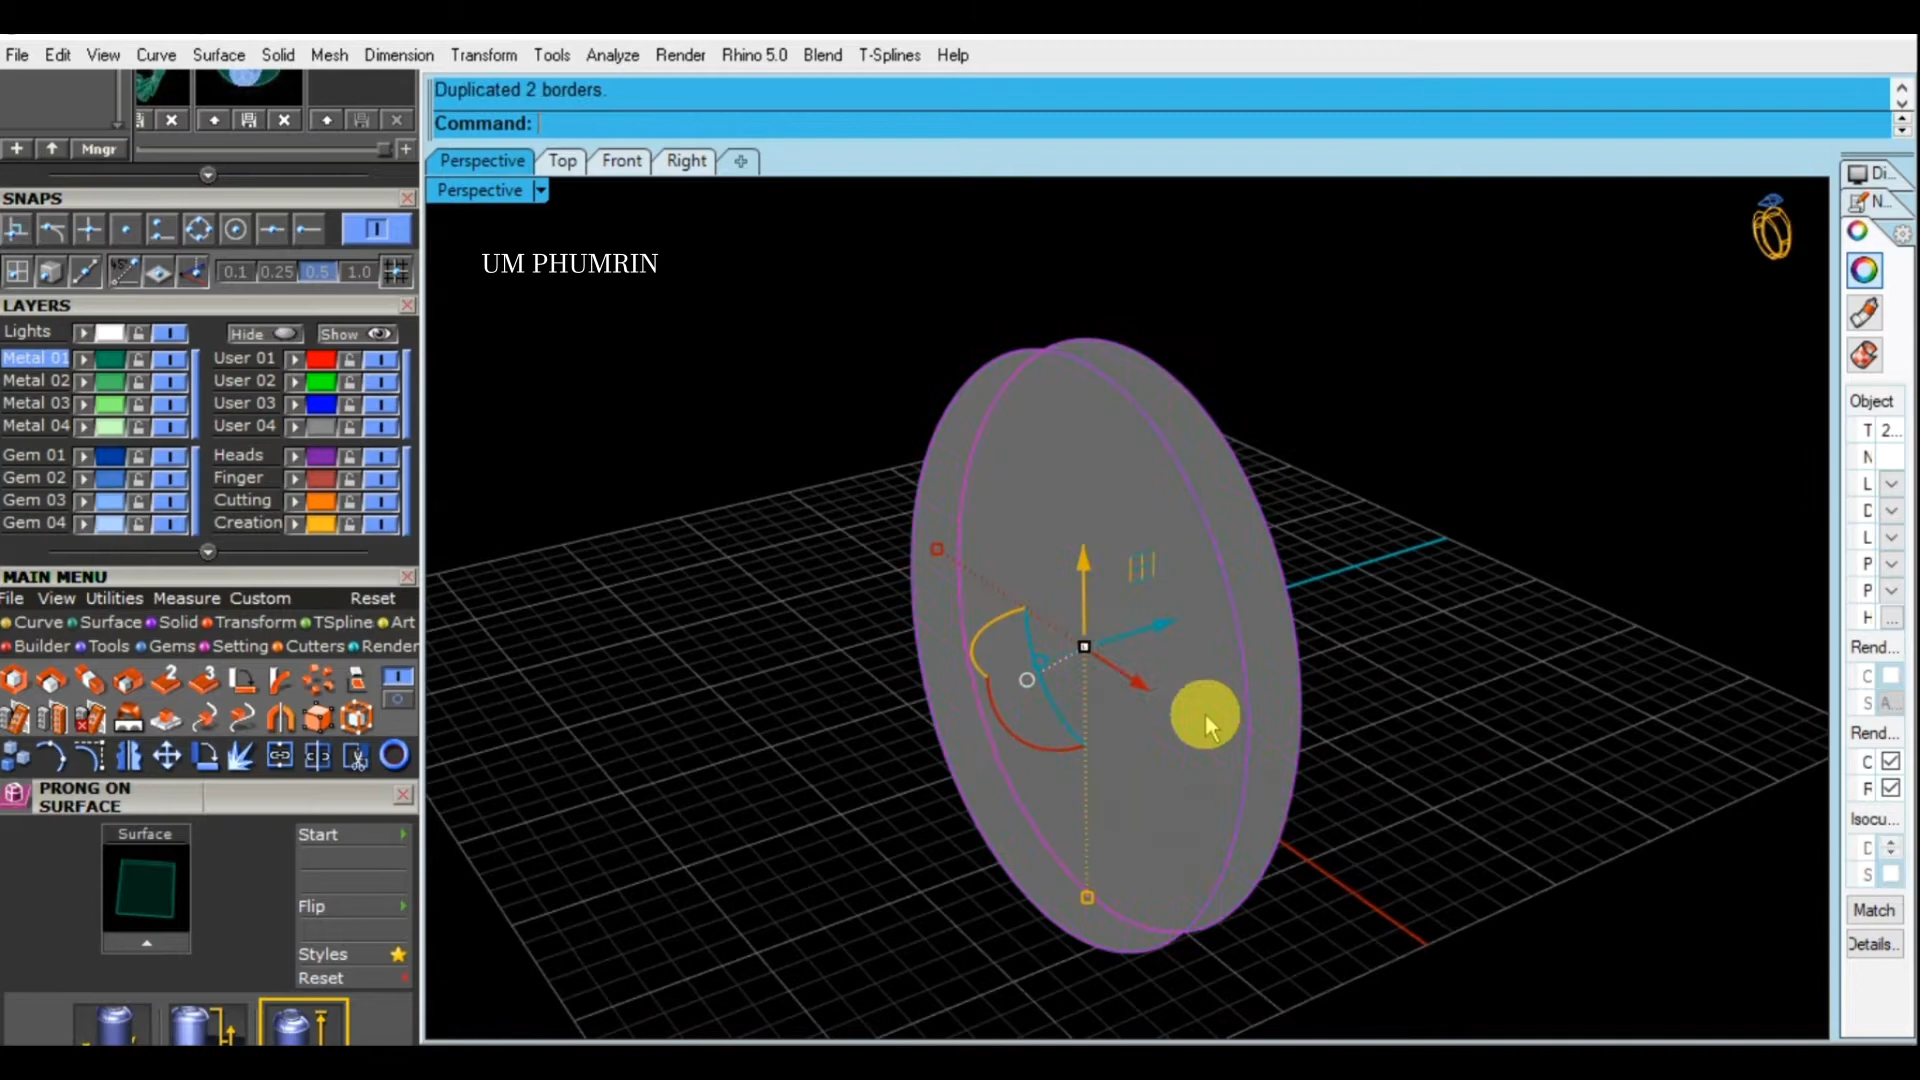 File Edit View Curve Surface Solid Mesh Dimension Transform Tools Analyze Render Rhino 5.0 Blend T-Splines Help
Duplicated 2 borders.
Command:
Mngr
Perspective Top Front Right
Perspective
UM PHUMRIN
SNAPS
0.1 0.25 0.5 1.0
LAYERS
Lights Hide Show
Metal 01 User 01
Metal 02 User 02
Metal 03 User 03
Metal 04 User 04
Gem 01 Heads
Gem 02 Finger
Gem 03 Cutting
Gem 04 Creation
MAIN MENU
File View Utilities Measure Custom Reset
Curve Surface Solid Transform TSpline Art
Builder Tools Gems Setting Cutters Render
PRONG ON
SURFACE
Surface
Start
Flip
Styles
Reset
Di...
N...
Object
T 2...
N
L
D
L
P
P
H ...
Rend...
C
S A...
Rend...
C
R
Isocu...
D
S
Match
Details..